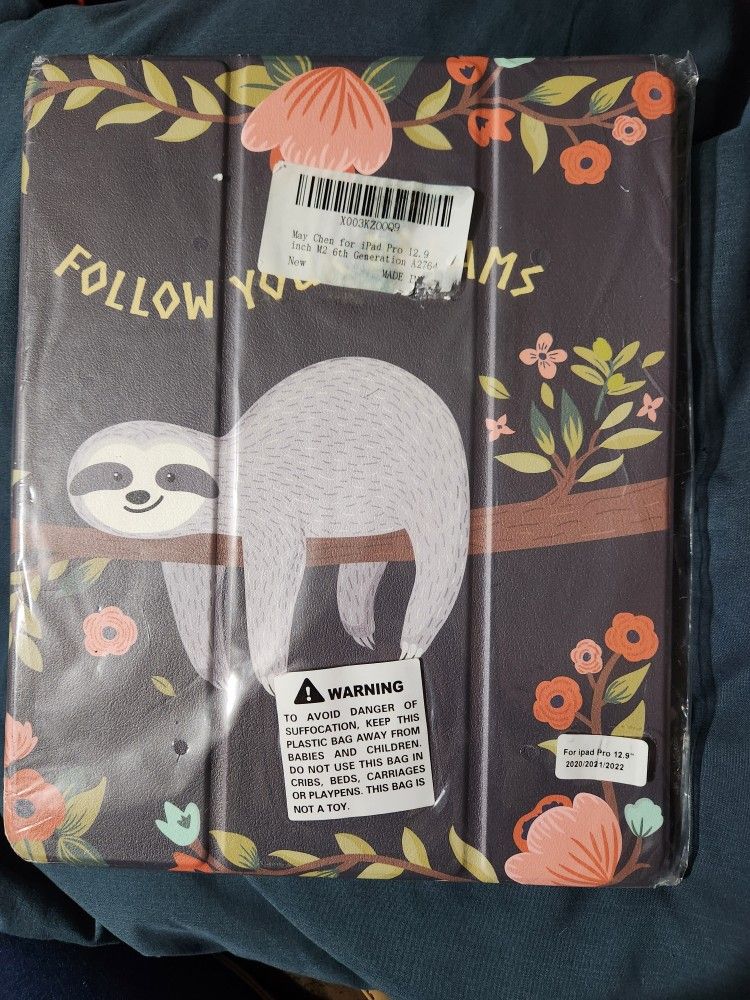 X003KZOOQ9
May Chen for iPad Pro 12.9
inch M2 6th Generation A2764
New MADE
FOLLOW AMS
WARNING
TO AVOID DANGER OF
SUFFOCATION, KEEP THIS
PLASTIC BAG AWAY FROM
BABIES AND CHILDREN.
DO NOT USE THIS BAG IN
CRIBS, BEDS, CARRIAGES
OR PLAYPENS. THIS BAG IS
NOT A TOY.
For ipad Pro 12.9"
2020/2021/2022